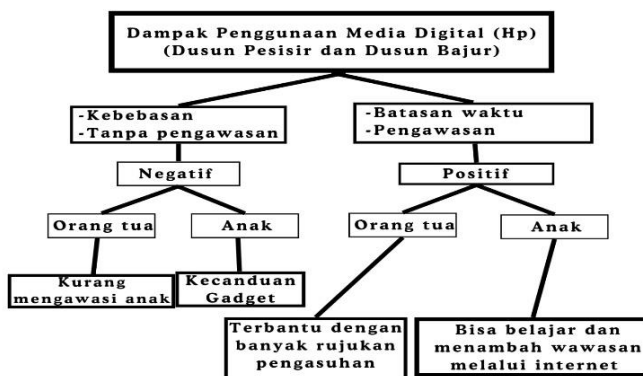 Dampak Penggunaan Media Digital (Hp)
(Dusun Pesisir dan Dusun Bajur)
-Kebebasan
-Tanpa pengawasan
-Batasan waktu
-Pengawasan
Negatif
Positif
Orang tua
Anak
Orang tua
Anak
Kurang
mengawasi anak
Kecanduan
Gadget
Terbantu dengan
banyak rujukan
pengasuhan
Bisa belajar dan
menambah wawasan
melalui internet